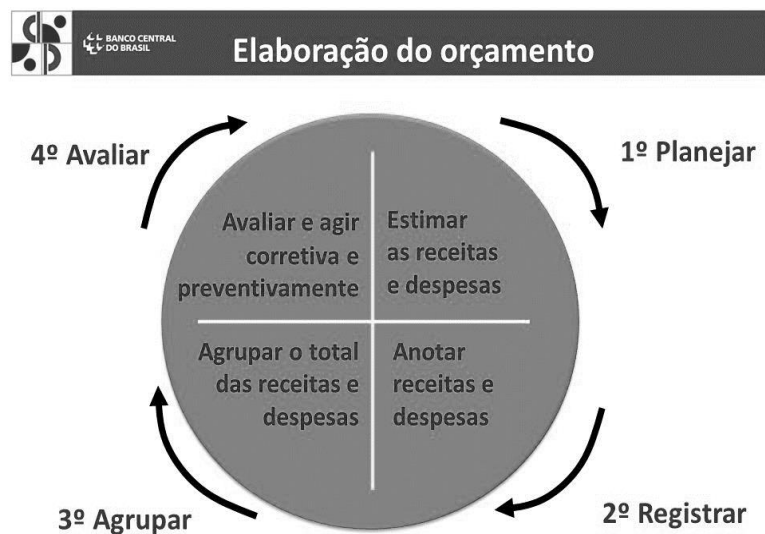 BANCO CENTRAL
DO BRASIL
Elaboração do orçamento
4º Avaliar
1º Planejar
Avaliar e agir
corretiva e
preventivamente
Estimar
as receitas
e despesas
Agrupar o total
das receitas e
despesas
Anotar
receitas e
despesas
3º Agrupar
2º Registrar